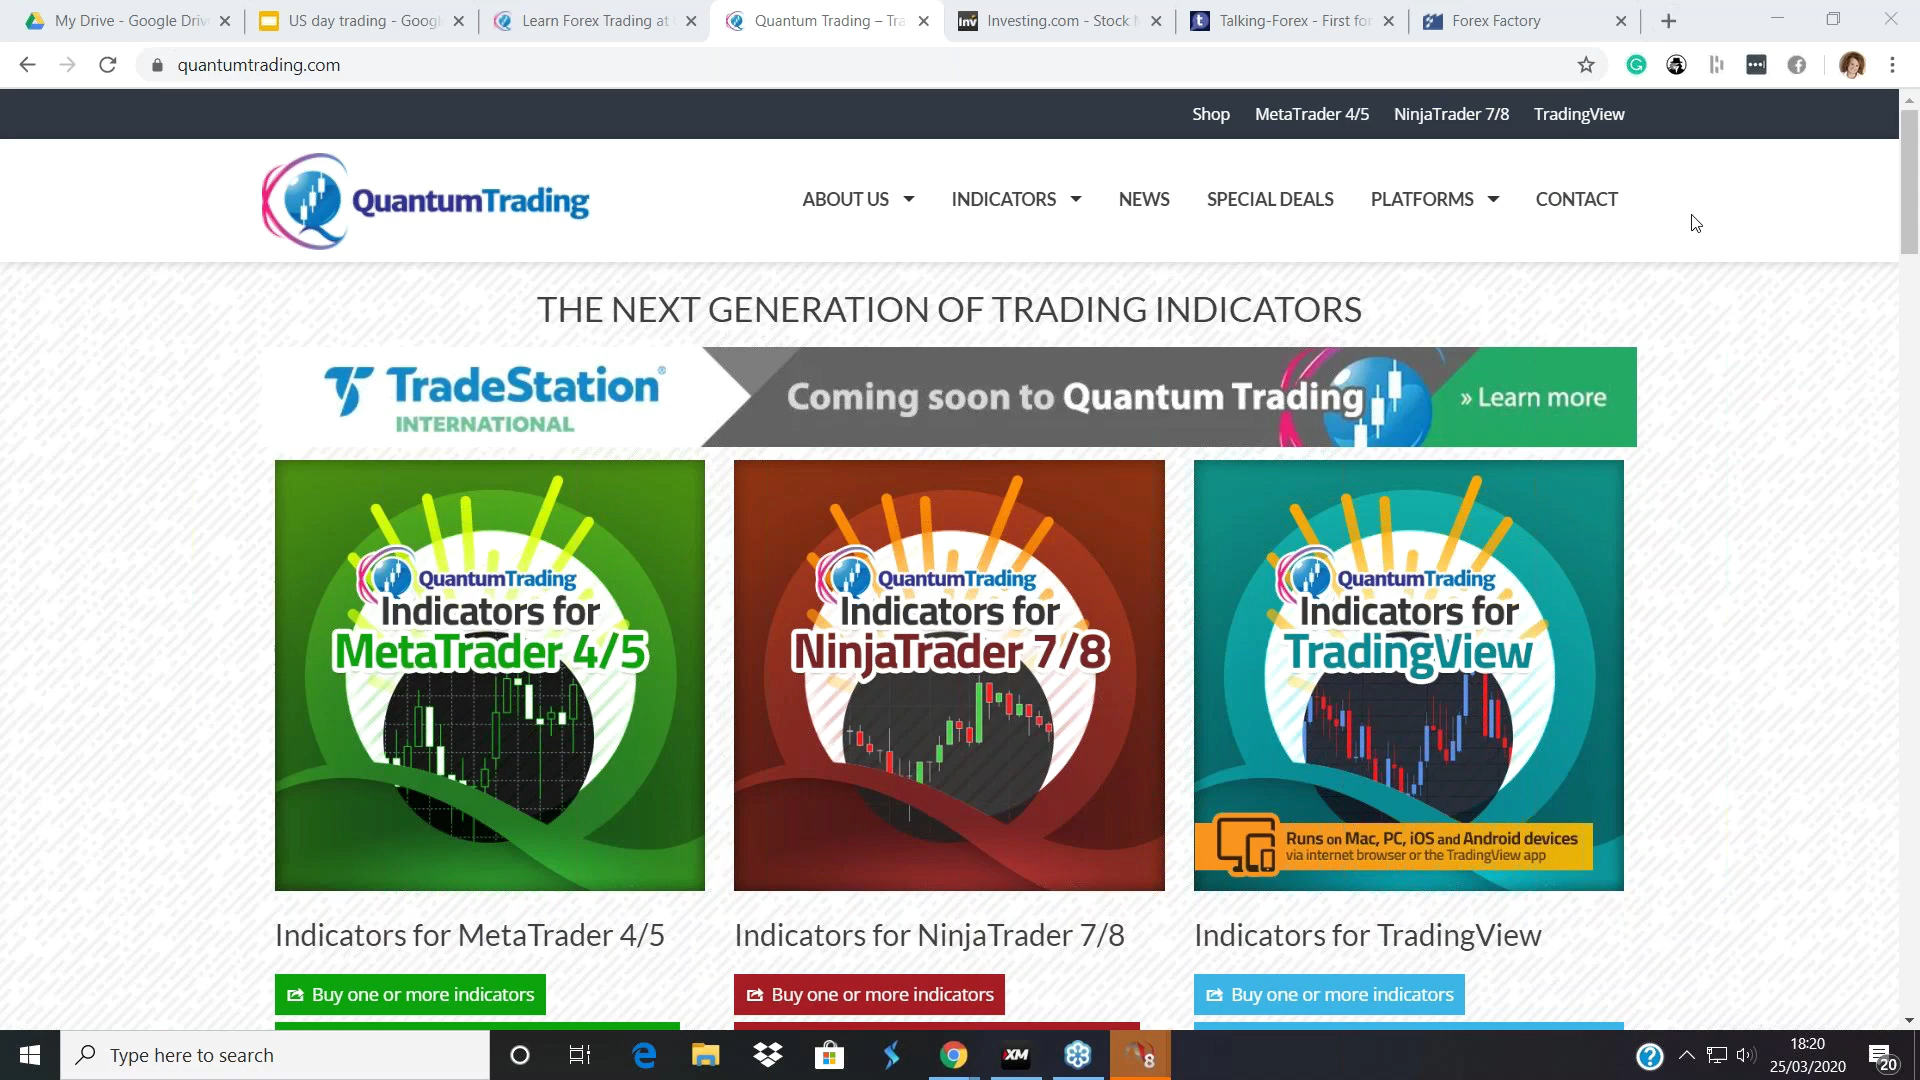 My Drive - Google Driv
US day trading - Googl
Learn Forex Trading at
Quantum Trading – Tra
Investing.com - Stock
Talking-Forex - First for
Forex Factory
quantumtrading.com
Shop
MetaTrader 4/5
NinjaTrader 7/8
TradingView
QuantumTrading
ABOUT US
INDICATORS
NEWS
SPECIAL DEALS
PLATFORMS
CONTACT
THE NEXT GENERATION OF TRADING INDICATORS
TradeStation®
INTERNATIONAL
Coming soon to Quantum Trading
» Learn more
QuantumTrading
Indicators for
MetaTrader 4/5
QuantumTrading
Indicators for
NinjaTrader 7/8
QuantumTrading
Indicators for
TradingView
Runs on Mac, PC, iOS and Android devices
via internet browser or the TradingView app
Indicators for MetaTrader 4/5
Indicators for NinjaTrader 7/8
Indicators for TradingView
Buy one or more indicators
Buy one or more indicators
Buy one or more indicators
Type here to search
XM
8
18:20
25/03/2020
20